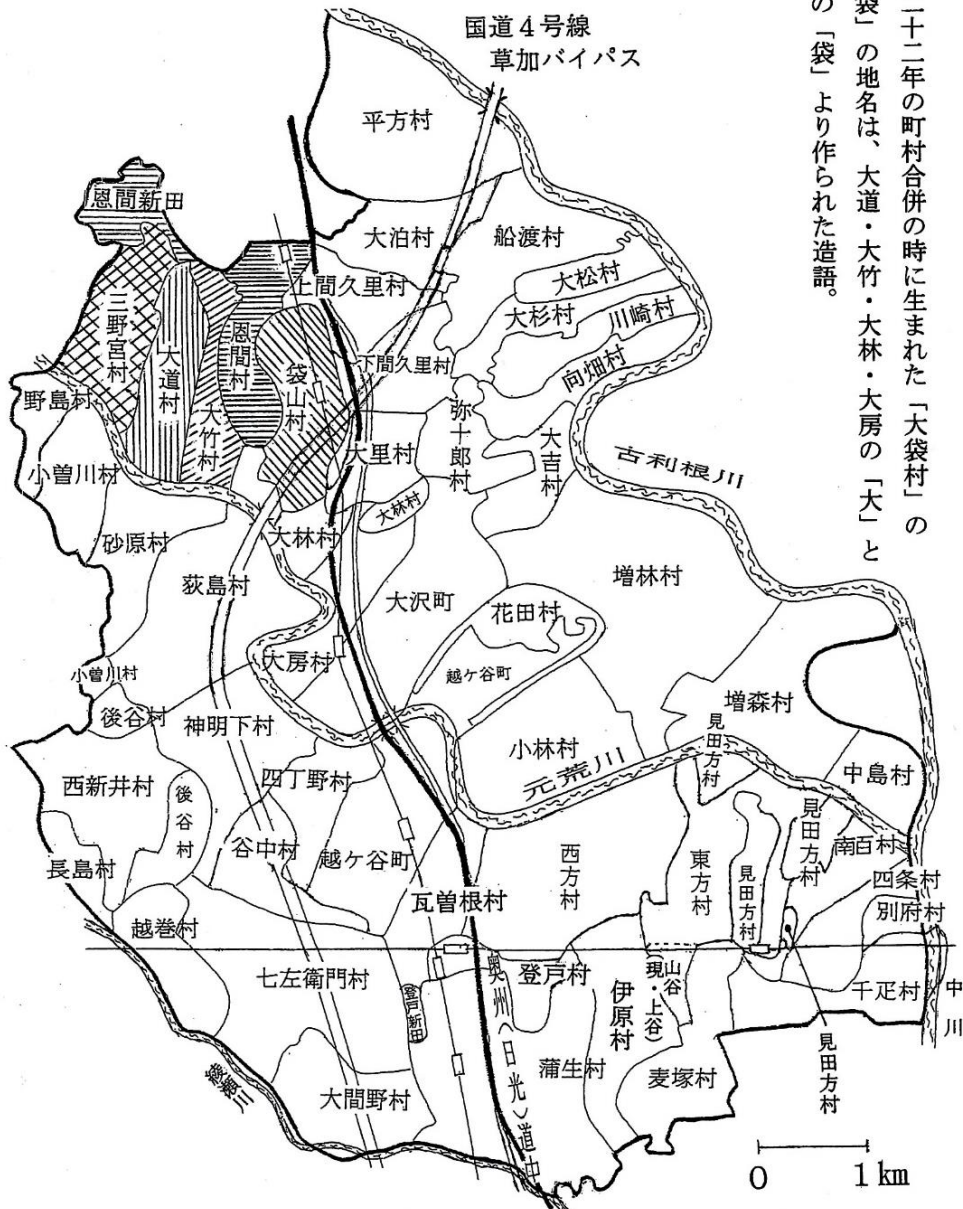 二十二年の町村合併の時に生まれた「大袋村」の
袋」の地名は、大道・大竹・大林・大房の「大」と
の「袋」より作られた造語。
国道4号線
草加バイパス
平方村
恩間新田
大泊村
船渡村
上間久里村
大松村
大杉村
川崎村
三野宮村
大道村
恩間村
袋山村
下間久里村
向畑村
野島村
大竹村
大里村
弥十郎村
大吉村
古利根川
小曽川村
大林村
大林村
砂原村
荻島村
大沢町
増林村
花田村
大房村
越ケ谷町
小曽川村
後谷村
神明下村
増森村
見田方村
小林村
元荒川
西新井村
四丁野村
中島村
後谷村
見田方村
南百村
長島村
谷中村
越ケ谷町
西方村
東方村
見田方村
四条村
瓦曽根村
別府村
越巻村
七左衛門村
登戸村
山谷
(現・上谷)
千疋村
中川
登戸新田
奥州(日光)道中
伊原村
見田方村
蒲生村
麦塚村
綾瀬川
大間野村
0 1km